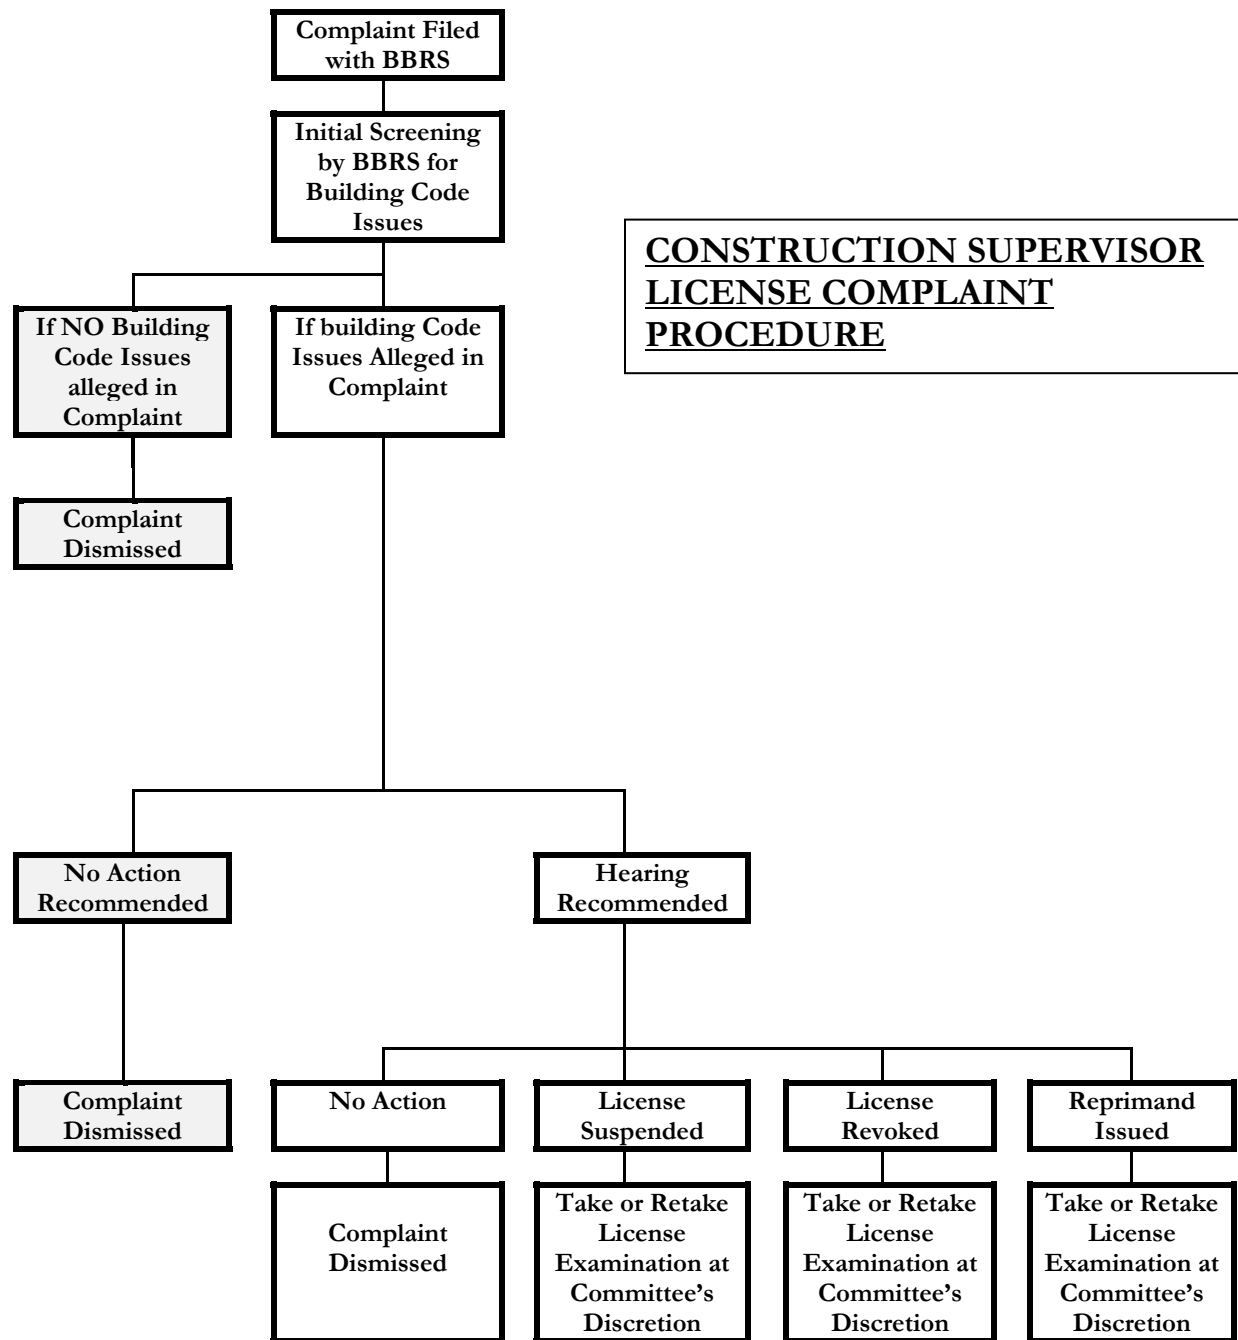 Complaint Filed
with BBRS
Initial Screening
by BBRS for
Building Code
Issues
CONSTRUCTION SUPERVISOR
LICENSE COMPLAINT
PROCEDURE
If NO Building
Code Issues
alleged in
Complaint
If building Code
Issues Alleged in
Complaint
Complaint
Dismissed
No Action
Recommended
Hearing
Recommended
Complaint
Dismissed
No Action
License
Suspended
License
Revoked
Reprimand
Issued
Complaint
Dismissed
Take or Retake
License
Examination at
Committee’s
Discretion
Take or Retake
License
Examination at
Committee’s
Discretion
Take or Retake
License
Examination at
Committee’s
Discretion